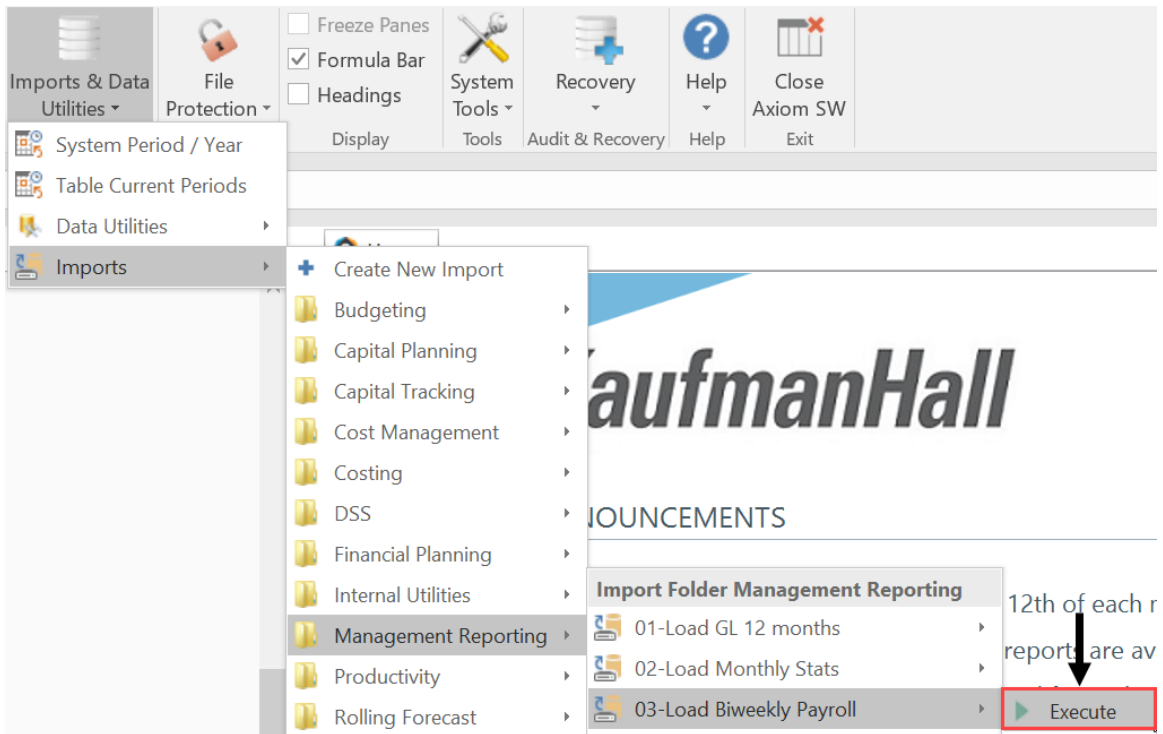 Freeze Panes
Formula Bar
Headings
Display
Imports & Data
Utilities
File
Protection
System
Tools
Tools
Recovery
Audit & Recovery
Help
Help
Close
Axiom SW
Exit
System Period / Year
Table Current Periods
Data Utilities
Imports
Create New Import
Budgeting
Capital Planning
Capital Tracking
Cost Management
Costing
DSS
Financial Planning
Internal Utilities
Management Reporting
Productivity
Rolling Forecast
aufmanHall
NOUNCEMENTS
Import Folder Management Reporting
01-Load GL 12 months
02-Load Monthly Stats
03-Load Biweekly Payroll
12th of each
reports are av
Execute